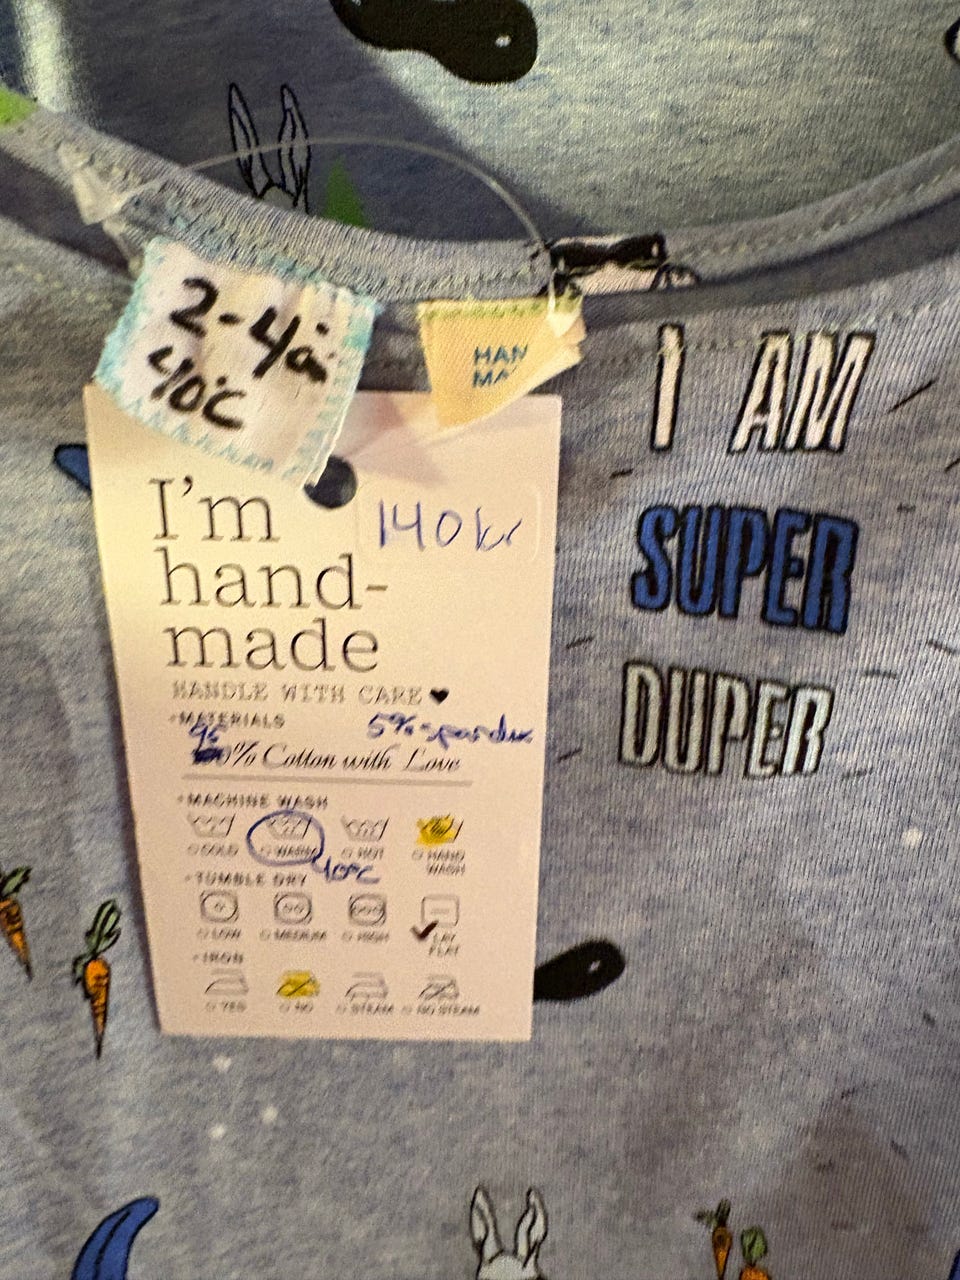 2-4å
40°C
HAN
MA
I AM
SUPER
DUPER
I'm
hand-
made
140kr
HANDLE WITH CARE ♥
• MATERIALS
95 % Cotton with Love
5% spandex
• MACHINE WASH
COLD WARM HOT HAND WASH
40°C
• TUMBLE DRY
LOW MEDIUM HIGH LAY FLAT
• IRON
YES NO STEAM NO STEAM